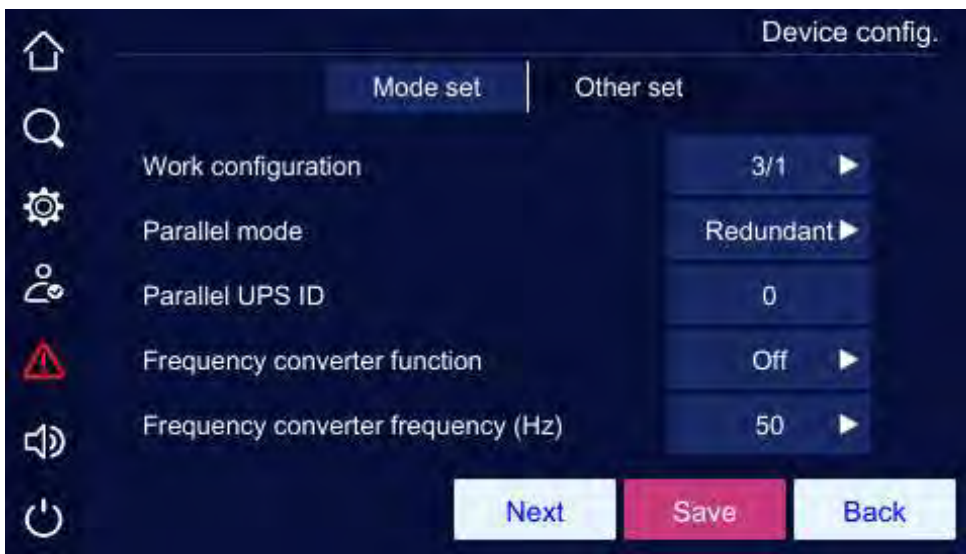 Device config.
Mode set Other set
Work configuration 3/1
Parallel mode Redundant
Parallel UPS ID 0
Frequency converter function Off
Frequency converter frequency (Hz) 50
Next Save Back